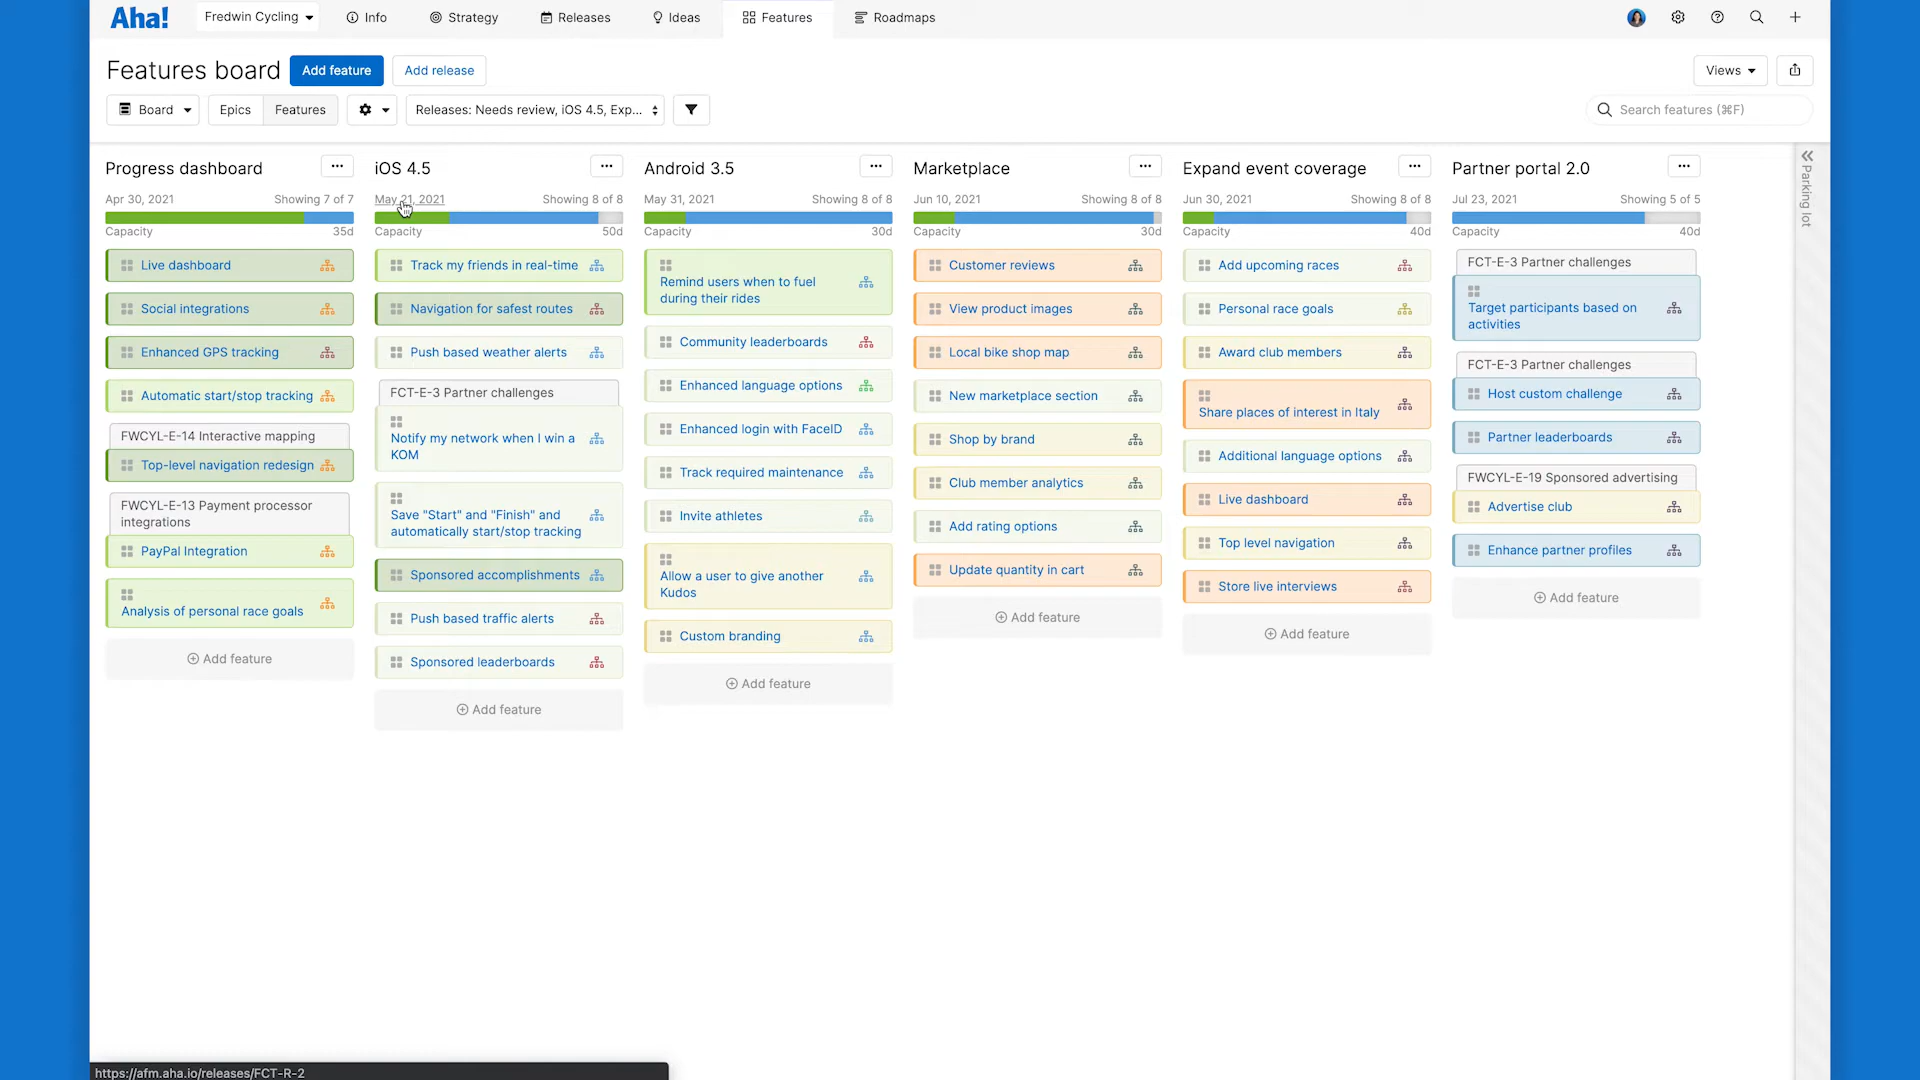 Aha!
Fredwin Cycling
Info
Strategy
Releases
Ideas
Features
Roadmaps
Features board
Add feature
Add release
Views
Board
Epics
Features
Releases: Needs review, iOS 4.5, Exp...
Search features (⌘F)
Progress dashboard
Apr 30, 2021
Showing 7 of 7
Capacity
35d
Live dashboard
Social integrations
Enhanced GPS tracking
Automatic start/stop tracking
FWCYL-E-14 Interactive mapping
Top-level navigation redesign
FWCYL-E-13 Payment processor
integrations
PayPal Integration
Analysis of personal race goals
Add feature
iOS 4.5
May 21, 2021
Showing 8 of 8
Capacity
50d
Track my friends in real-time
Navigation for safest routes
Push based weather alerts
FCT-E-3 Partner challenges
Notify my network when I win a
KOM
Save "Start" and "Finish" and
automatically start/stop tracking
Sponsored accomplishments
Push based traffic alerts
Sponsored leaderboards
Add feature
Android 3.5
May 31, 2021
Showing 8 of 8
Capacity
30d
Remind users when to fuel
during their rides
Community leaderboards
Enhanced language options
Enhanced login with FaceID
Track required maintenance
Invite athletes
Allow a user to give another
Kudos
Custom branding
Add feature
Marketplace
Jun 10, 2021
Showing 8 of 8
Capacity
30d
Customer reviews
View product images
Local bike shop map
New marketplace section
Shop by brand
Club member analytics
Add rating options
Update quantity in cart
Add feature
Expand event coverage
Jun 30, 2021
Showing 8 of 8
Capacity
40d
Add upcoming races
Personal race goals
Award club members
Share places of interest in Italy
Additional language options
Live dashboard
Top level navigation
Store live interviews
Add feature
Partner portal 2.0
Jul 23, 2021
Showing 5 of 5
Capacity
40d
FCT-E-3 Partner challenges
Target participants based on
activities
FCT-E-3 Partner challenges
Host custom challenge
Partner leaderboards
FWCYL-E-19 Sponsored advertising
Advertise club
Enhance partner profiles
Add feature
Parking lot
https://afm.aha.io/releases/FCT-R-2